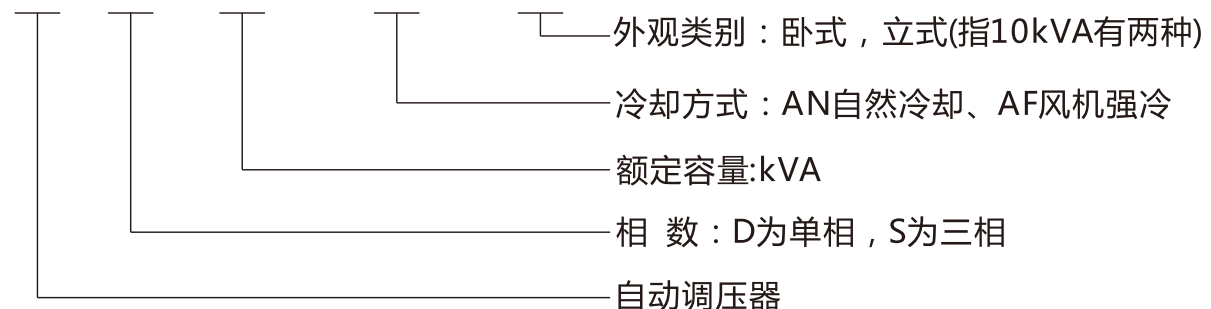 外观类别：卧式，立式(指10kVA有两种)
冷却方式：AN自然冷却、AF风机强冷
额定容量:kVA
相 数：D为单相，S为三相
自动调压器